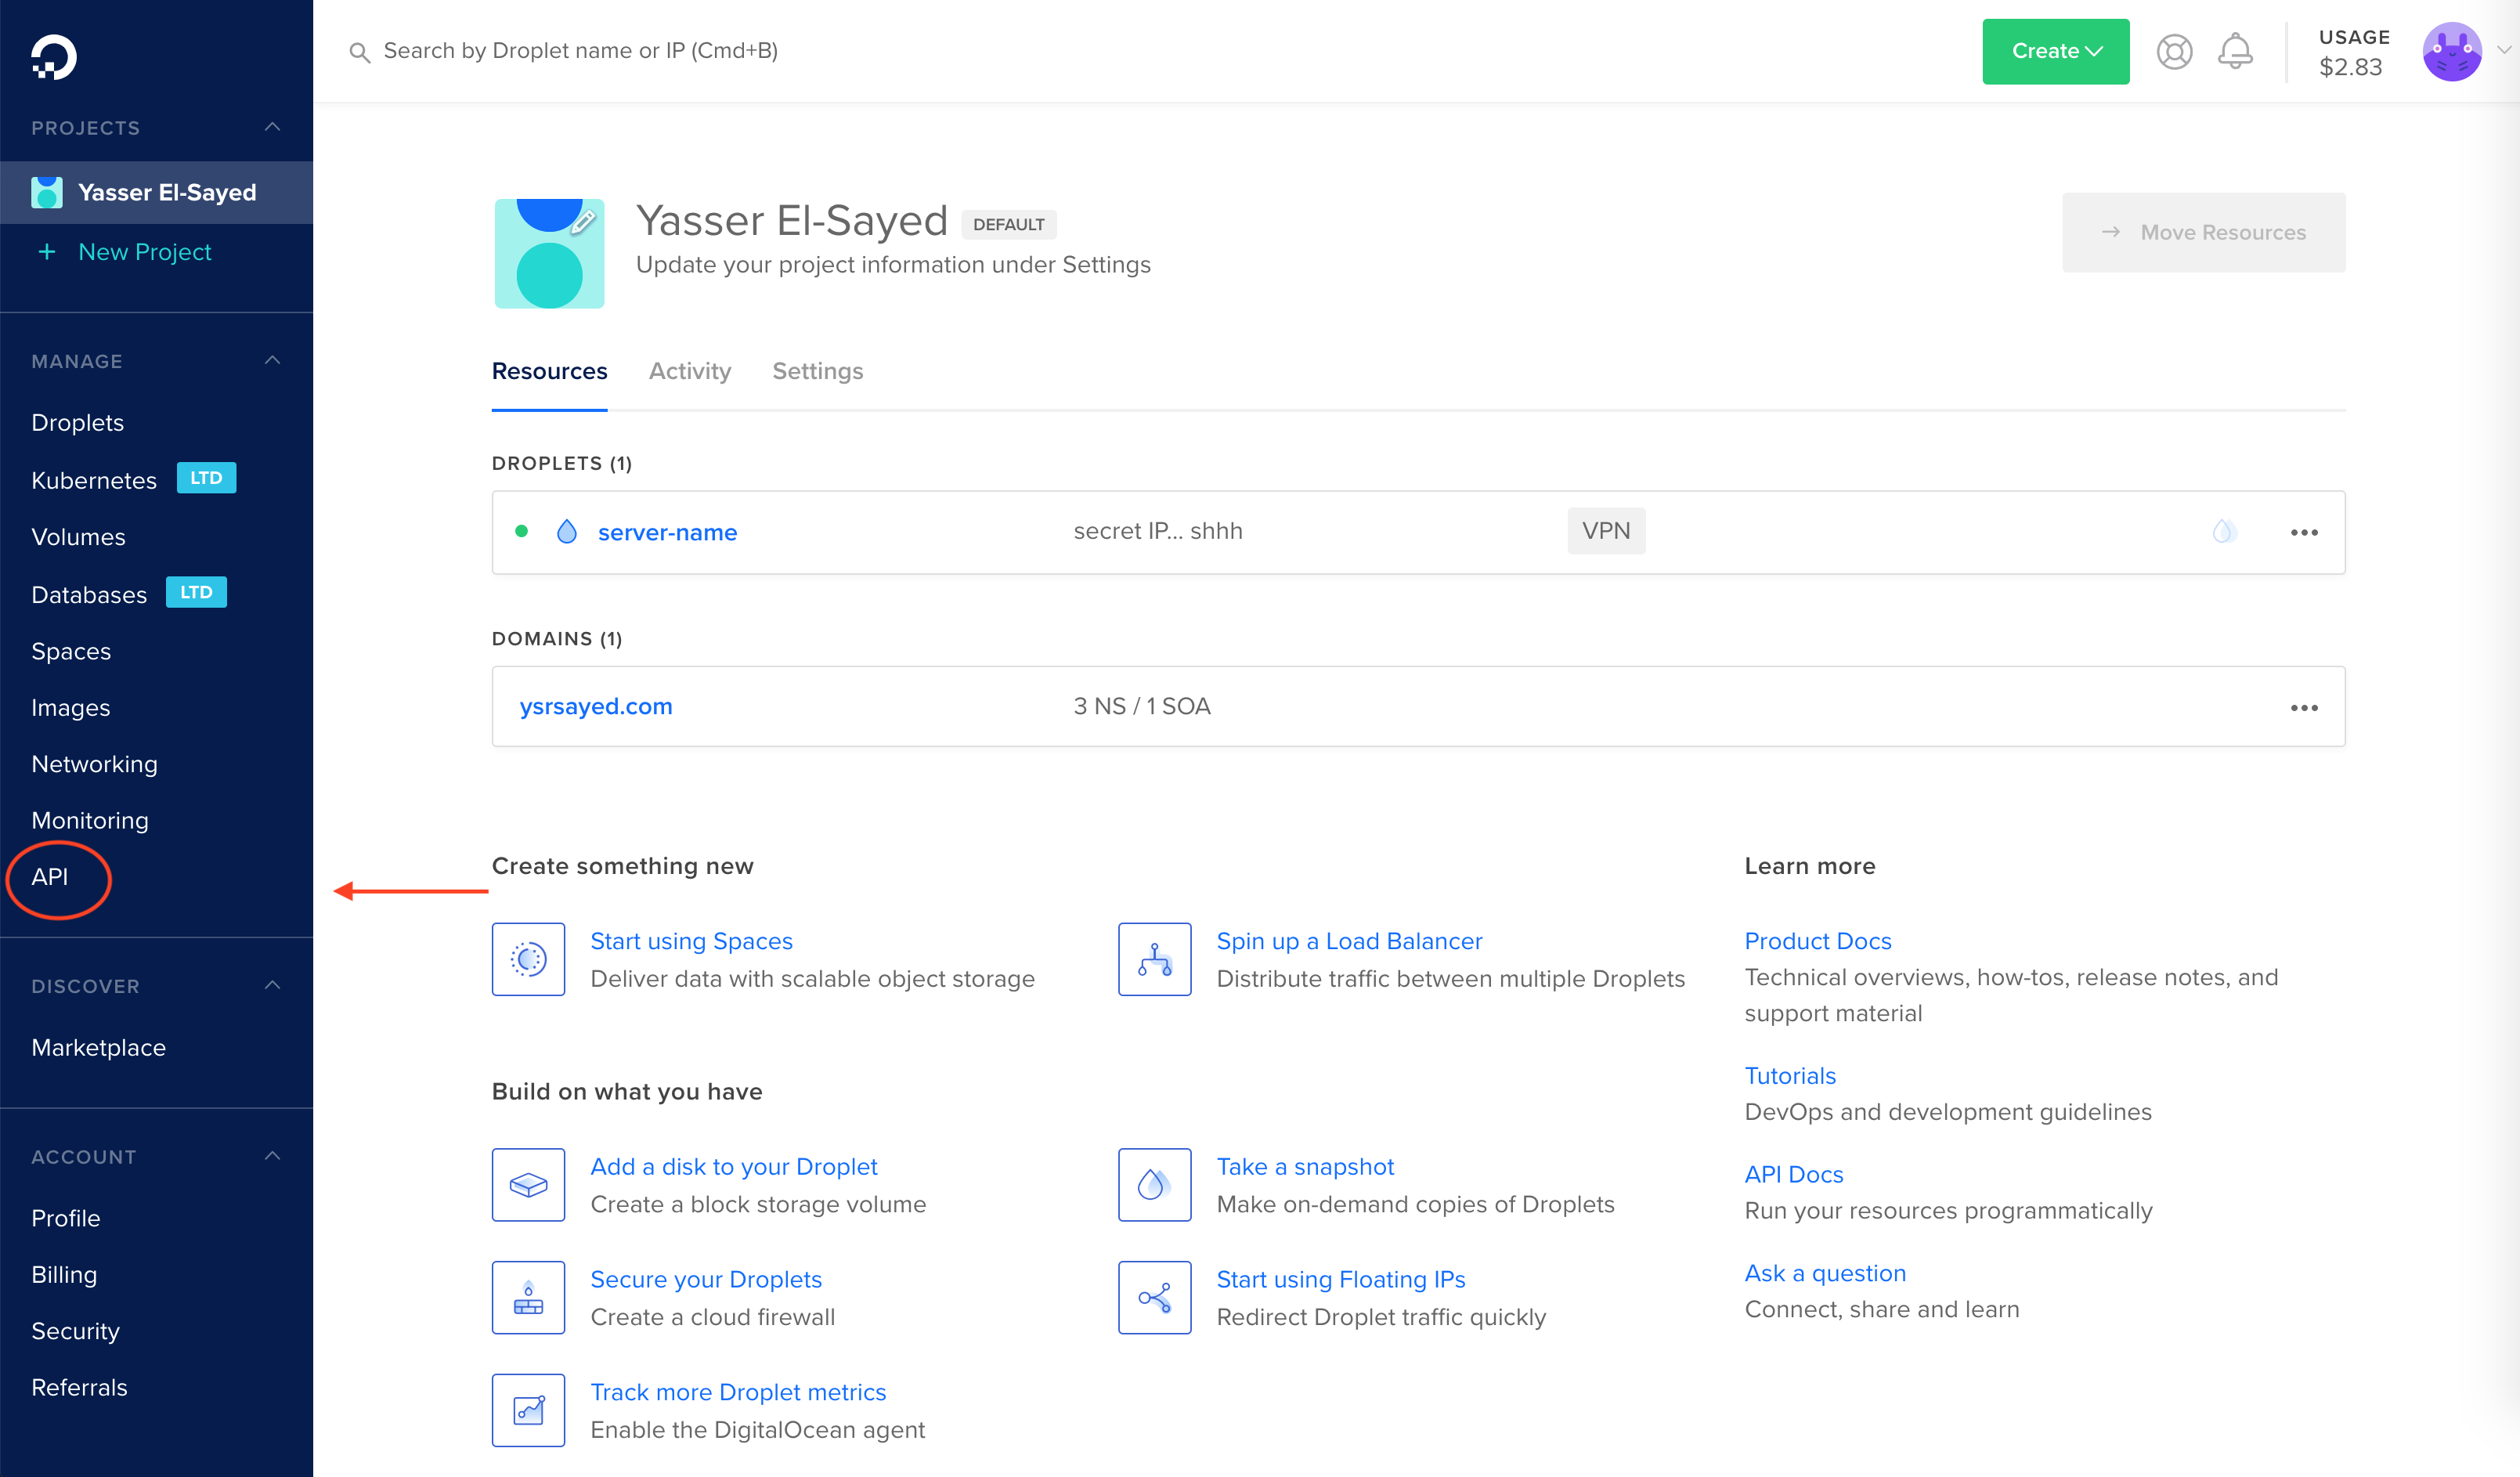 Search by Droplet name or IP (Cmd+B)
Create
USAGE
$2.83
PROJECTS
Yasser El-Sayed
+ New Project
MANAGE
Droplets
Kubernetes LTD
Volumes
Databases LTD
Spaces
Images
Networking
Monitoring
API
DISCOVER
Marketplace
ACCOUNT
Profile
Billing
Security
Referrals
Yasser El-Sayed DEFAULT
Update your project information under Settings
→ Move Resources
Resources Activity Settings
DROPLETS (1)
server-name secret IP... shhh VPN
DOMAINS (1)
ysrsayed.com 3 NS / 1 SOA
Create something new
Start using Spaces
Deliver data with scalable object storage
Spin up a Load Balancer
Distribute traffic between multiple Droplets
Build on what you have
Add a disk to your Droplet
Create a block storage volume
Take a snapshot
Make on-demand copies of Droplets
Secure your Droplets
Create a cloud firewall
Start using Floating IPs
Redirect Droplet traffic quickly
Track more Droplet metrics
Enable the DigitalOcean agent
Learn more
Product Docs
Technical overviews, how-tos, release notes, and
support material
Tutorials
DevOps and development guidelines
API Docs
Run your resources programmatically
Ask a question
Connect, share and learn